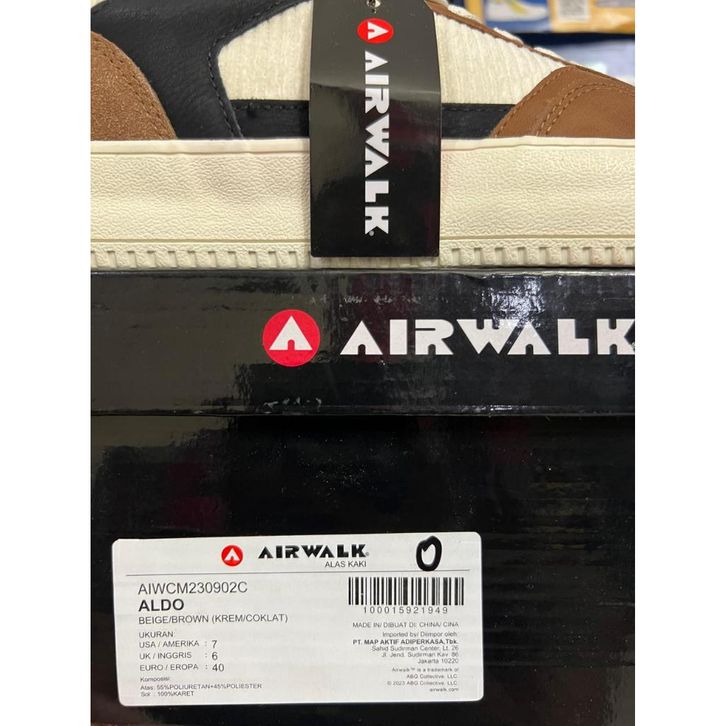 AIRWALK
AIRWALK
AIRWALK®
ALAS KAKI
0
AIWCM230902C
ALDO
BEIGE/BROWN (KREM/COKLAT)
UKURAN:
USA / AMERIKA : 7
UK / INGGRIS : 6
EURO / EROPA : 40
Komposisi:
Atas: 55%POLIURETAN+45%POLIESTER
Sol : 100%KARET
100015921949
MADE IN/ DIBUAT DI: CHINA/ CINA
Imported by/ Diimpor oleh:
PT. MAP AKTIF ADIPERKASA,Tbk.
Sahid Sudirman Center, Lt. 26
Jl. Jend. Sudirman Kav. 86
Jakarta 10220
Airwalk™ is a trademark of
ABG Collective, LLC.
© 2023 ABG Collective, LLC.
airwalk.com